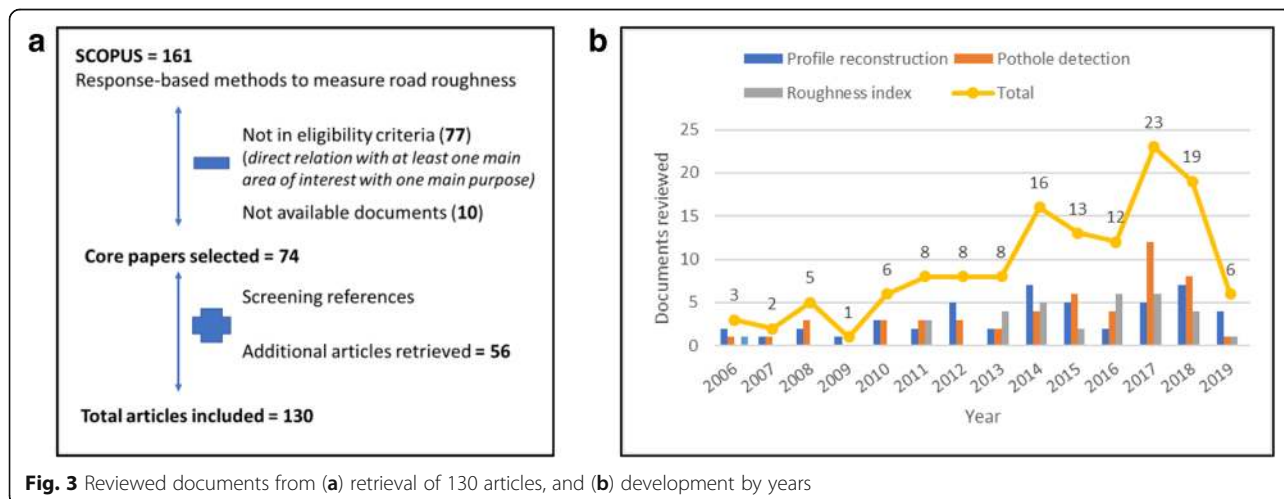 a
SCOPUS = 161
Response-based methods to measure road roughness
Not in eligibility criteria (77)
(direct relation with at least one main
area of interest with one main purpose)
Not available documents (10)
Core papers selected = 74
Screening references
Additional articles retrieved = 56
Total articles included = 130
b
Profile reconstruction
Pothole detection
Roughness index
Total
Documents reviewed
25
20
15
10
5
0
3
2
5
1
6
8
8
8
16
13
12
23
19
6
2006
2007
2008
2009
2010
2011
2012
2013
2014
2015
2016
2017
2018
2019
Year
Fig. 3 Reviewed documents from (a) retrieval of 130 articles, and (b) development by years